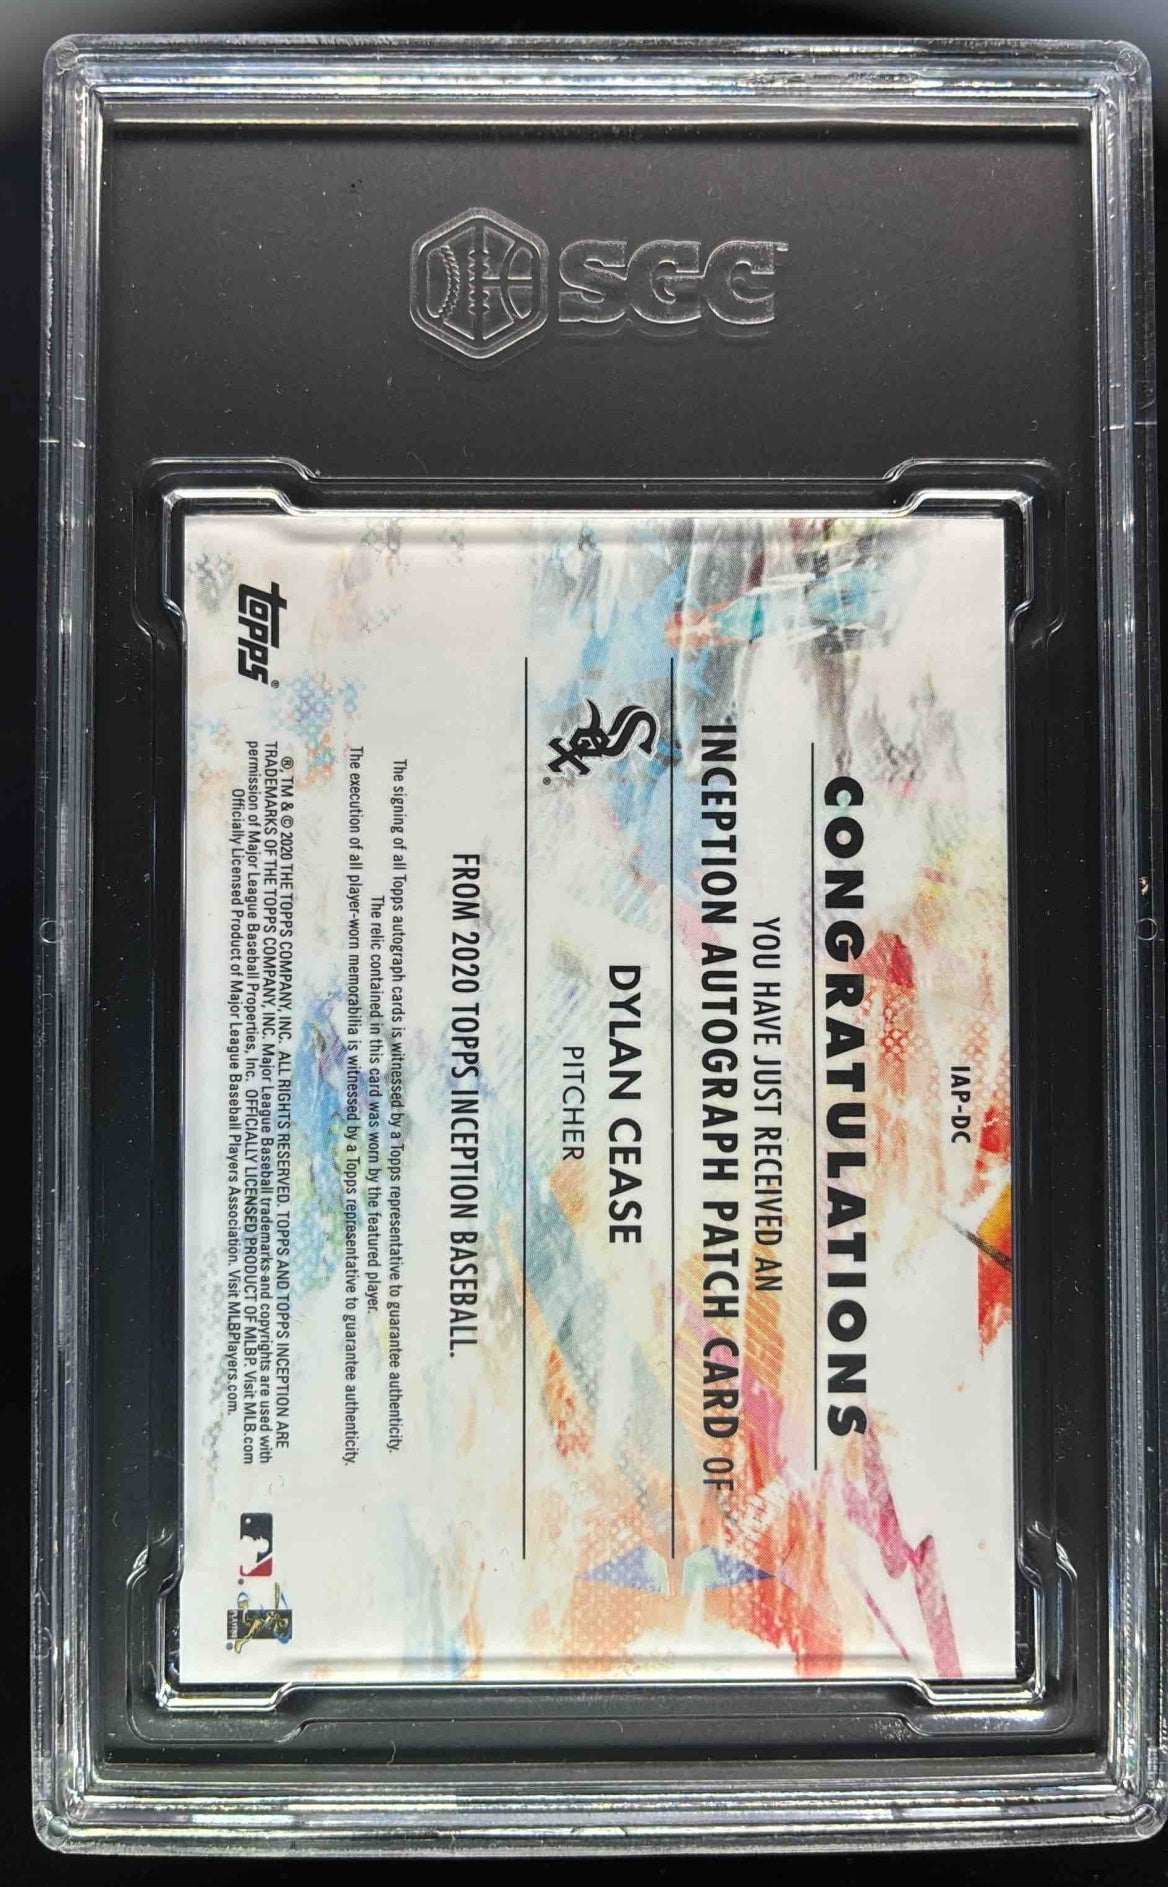 SGC
IAP-DC
CONGRATULATIONS
YOU HAVE JUST RECEIVED AN
INCEPTION AUTOGRAPH PATCH CARD OF
Sox®
DYLAN CEASE
PITCHER
FROM 2020 TOPPS INCEPTION BASEBALL.
The signing of all Topps autograph cards is witnessed by a Topps representative to guarantee authenticity.
The relic contained in this card was worn by the featured player.
The execution of all player-worn memorabilia is witnessed by a Topps representative to guarantee authenticity.
topps®
®, TM & © 2020 THE TOPPS COMPANY, INC. ALL RIGHTS RESERVED. TOPPS AND TOPPS INCEPTION ARE
TRADEMARKS OF THE TOPPS COMPANY, INC. Major League Baseball trademarks and copyrights are used with
permission of Major League Baseball Properties, Inc. OFFICIALLY LICENSED PRODUCT OF MLBP. Visit MLB.com
Officially Licensed Product of Major League Baseball Players Association. Visit MLBPlayers.com.